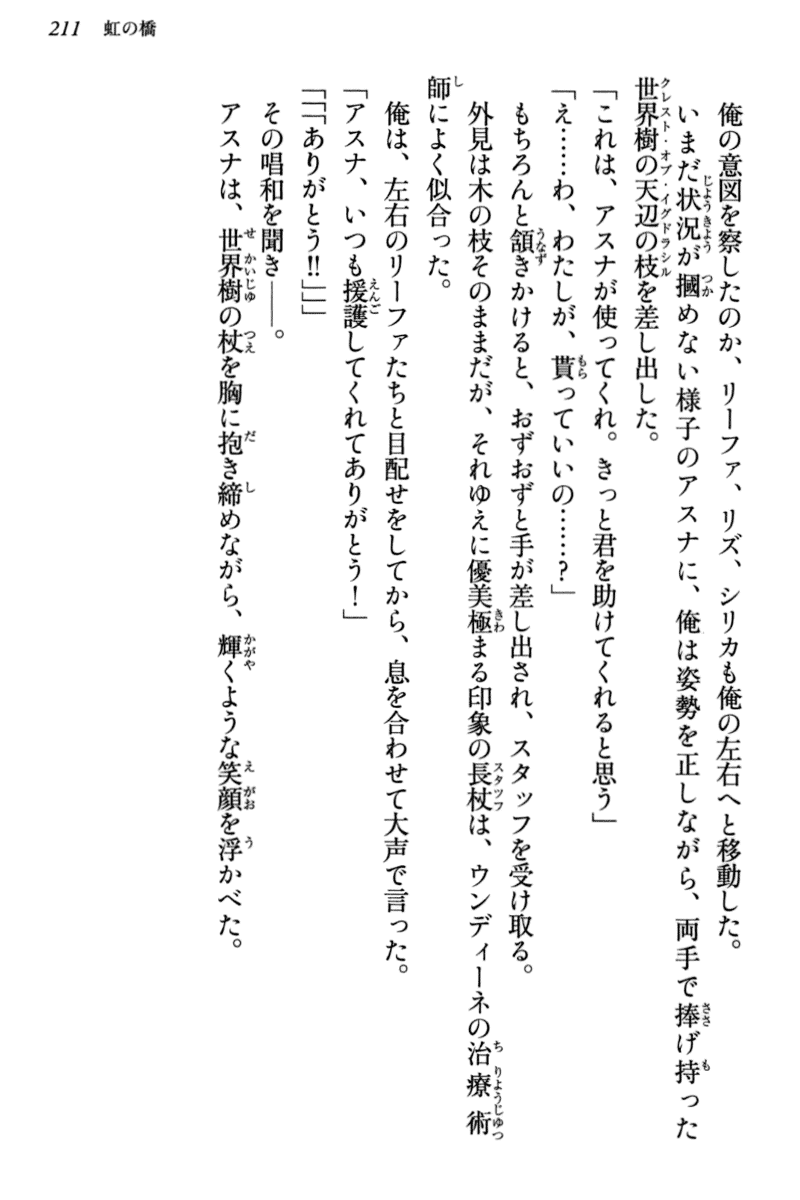 211 虹の橋
俺の意図を察したのか、リーファ、リズ、シリカも俺の左右へと移動した。
いまだ状況が摑めない様子のアスナに、俺は姿勢を正しながら、両手で捧げ持った
世界樹の天辺の枝を差し出した。
「これは、アスナが使ってくれ。きっと君を助けてくれると思う」
「え……わ、わたしが、貰っていいの……?」
もちろんと頷きかけると、おずおずと手が差し出され、スタッフを受け取る。
外見は木の枝そのままだが、それゆえに優美極まる印象の長杖は、ウンディーネの治療術
師によく似合った。
俺は、左右のリーファたちと目配せをしてから、息を合わせて大声で言った。
「アスナ、いつも援護してくれてありがとう!」
「「「ありがとう!!」」」
その唱和を聞き――。
アスナは、世界樹の杖を胸に抱き締めながら、輝くような笑顔を浮かべた。